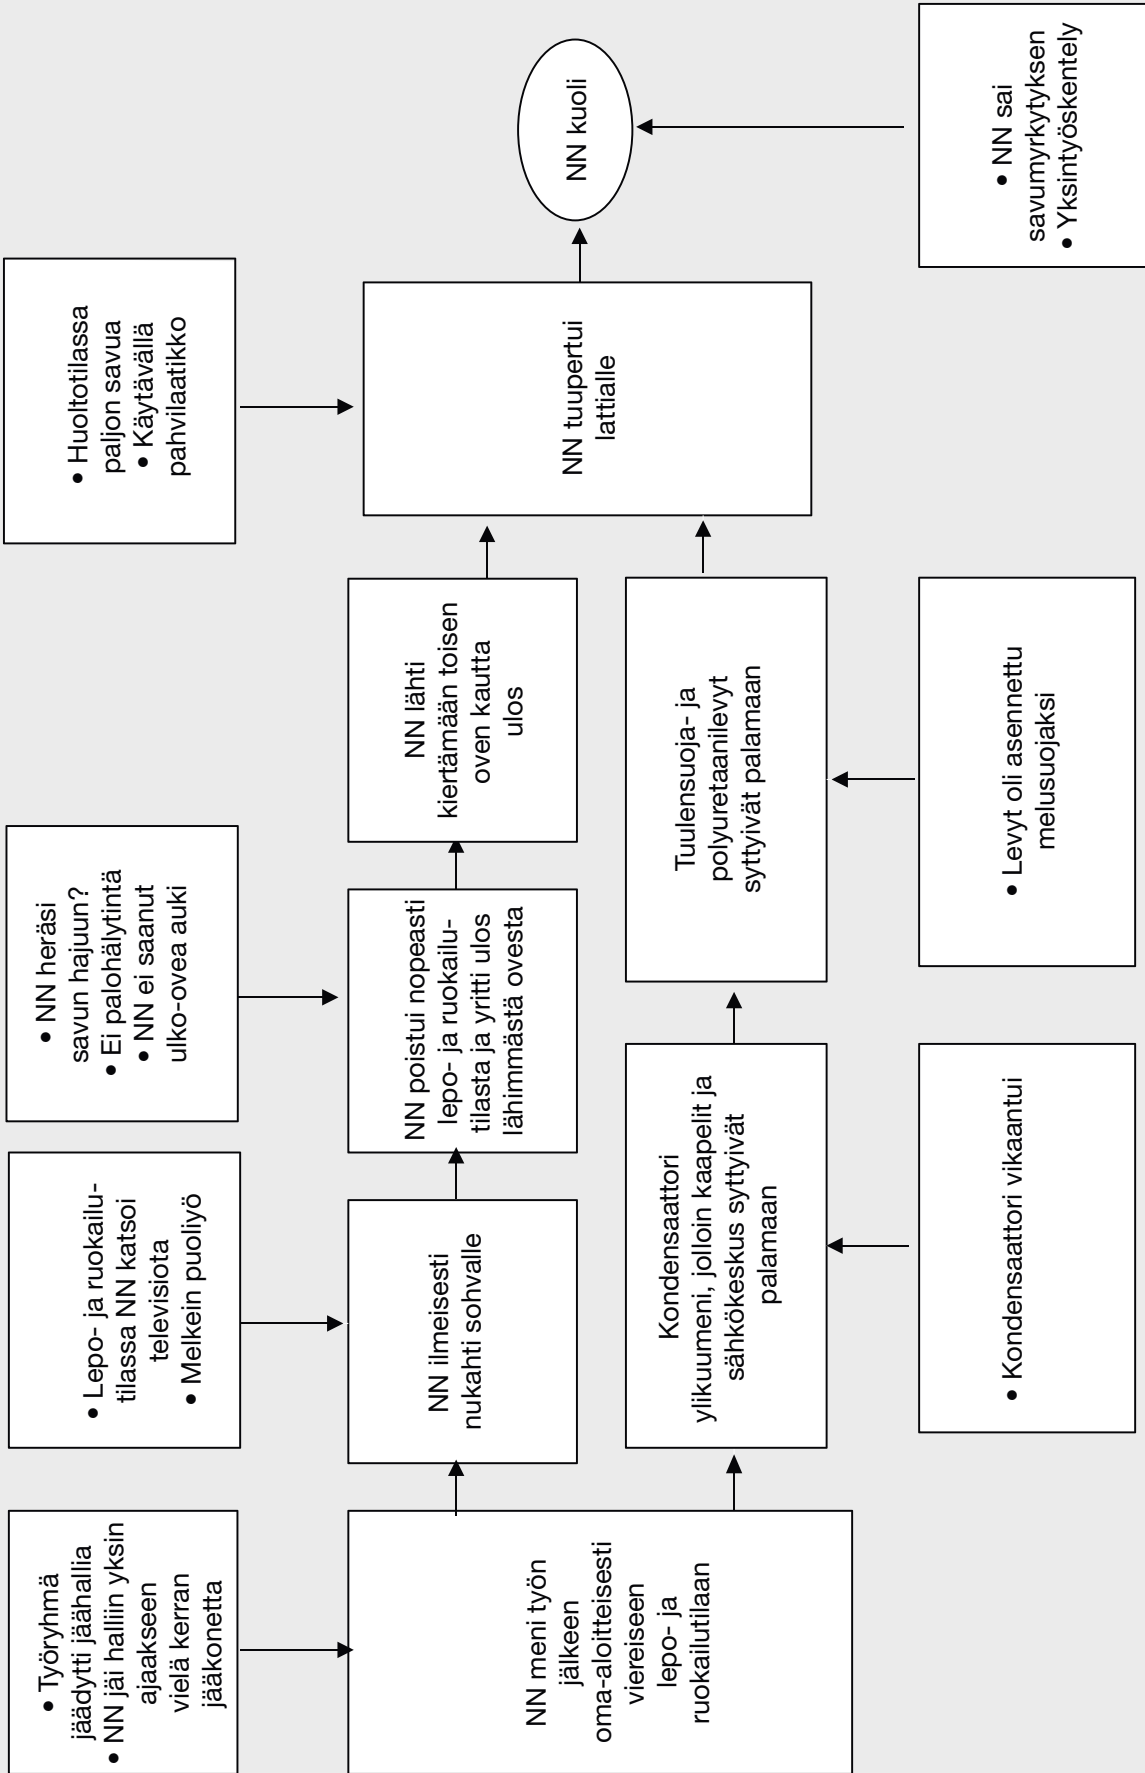 • Työryhmä
jäädytti jäähallia
• NN jäi halliin yksin
ajaakseen
vielä kerran
jääkonetta
• Lepo- ja ruokailu-
tilassa NN katsoi
televisiota
• Melkein puoliyö
• NN heräsi
savun hajuun?
• Ei palohälytintä
• NN ei saanut
ulko-ovea auki
• Huoltotilassa
paljon savua
• Käytävällä
pahvilaatikko
NN meni työn
jälkeen
oma-aloitteisesti
viereiseen
lepo- ja
ruokailutilaan
NN ilmeisesti
nukahti sohvalle
NN poistui nopeasti
lepo- ja ruokailu-
tilasta ja yritti ulos
lähimmästä ovesta
NN lähti
kiertämään toisen
oven kautta
ulos
NN tuupertui
lattialle
NN kuoli
Kondensaattori
ylikuumeni, jolloin kaapelit ja
sähkökeskus syttyivät
palamaan
Tuulensuoja- ja
polyuretaanilevyt
syttyivät palamaan
• Kondensaattori vikaantui
• Levyt oli asennettu
melusuojaksi
• NN sai
savumyrkytyksen
• Yksintyöskentely